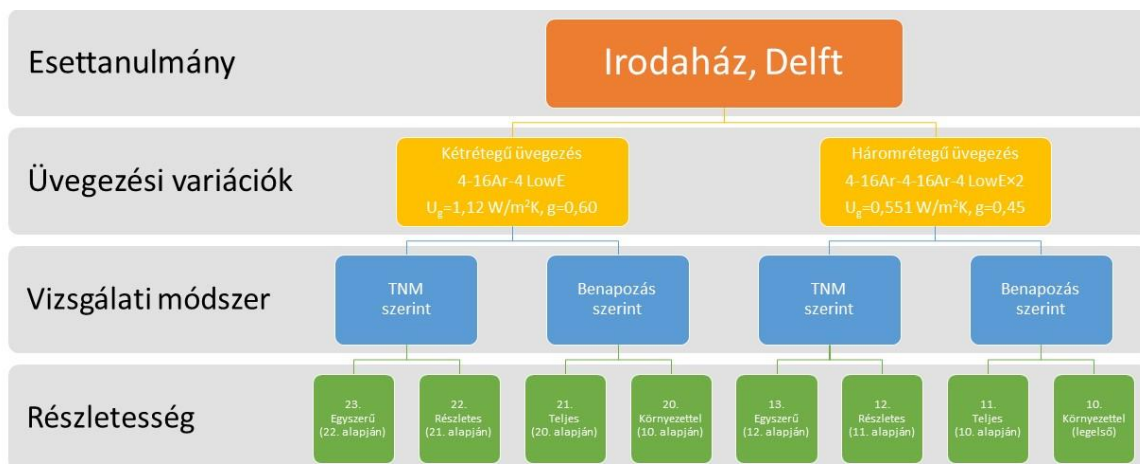 Esettanulmány
Irodaház, Delft
Üvegezési variációk
Kétrétegű üvegezés
4-16Ar-4 LowE
Ug=1,12 W/m²K, g=0,60
Háromrétegű üvegezés
4-16Ar-4-16Ar-4 LowE×2
Ug=0,551 W/m²K, g=0,45
Vizsgálati módszer
TNM
szerint
Benapozás
szerint
TNM
szerint
Benapozás
szerint
Részletesség
23.
Egyszerű
(22. alapján)
22.
Részletes
(21. alapján)
21.
Teljes
(20. alapján)
20.
Környezettel
(10. alapján)
13.
Egyszerű
(12. alapján)
12.
Részletes
(11. alapján)
11.
Teljes
(10. alapján)
10.
Környezettel
(legelső)